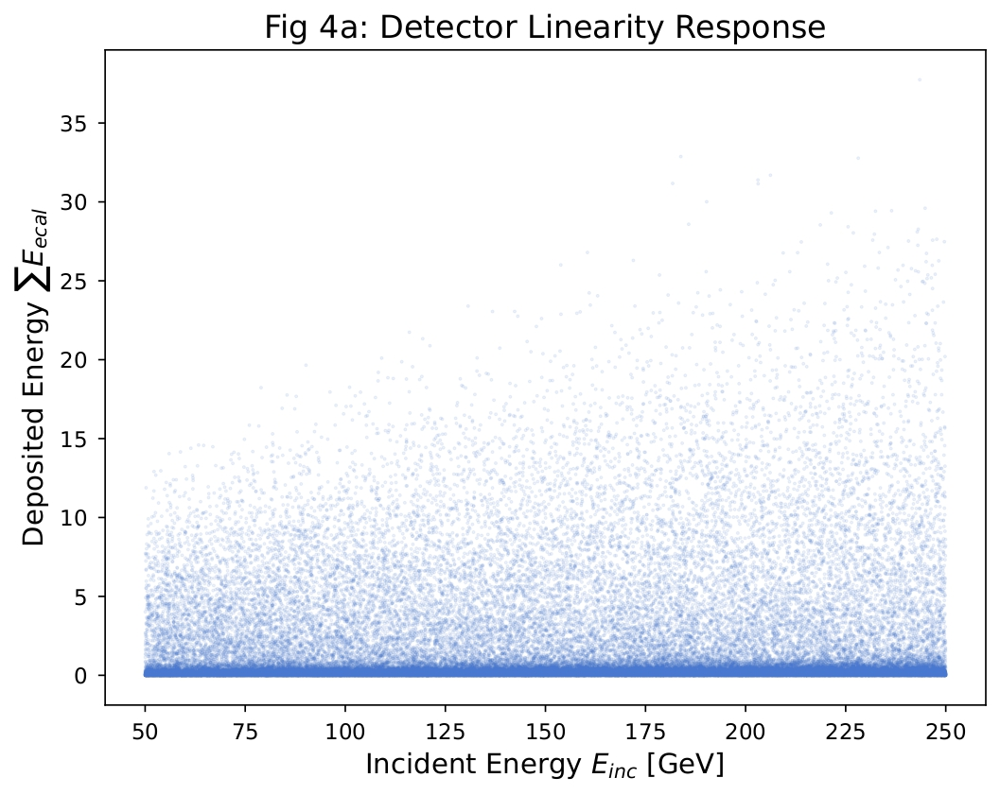 Fig 4a: Detector Linearity Response
Deposited Energy ∑E_ecal
35
30
25
20
15
10
5
0
50 75 100 125 150 175 200 225 250
Incident Energy E_inc [GeV]